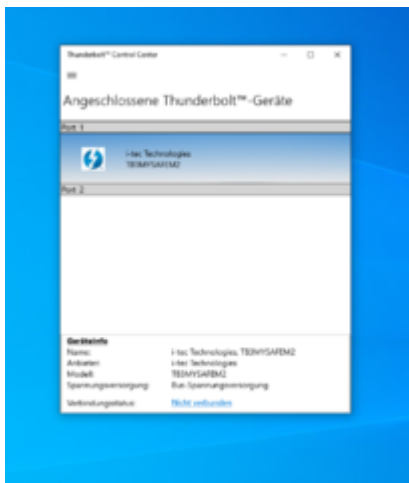 Thunderbolt™ Control Center
Angeschlossene Thunderbolt™-Geräte
Port 1
i-tec Technologies
TB3MYSAFEM2
Port 2
Geräteinfo
Name: i-tec Technologies, TB3MYSAFEM2
Anbieter: i-tec Technologies
Modell: TB3MYSAFEM2
Spannungsversorgung: Bus-Spannungsversorgung
Verbindungsstatus: Nicht verbunden